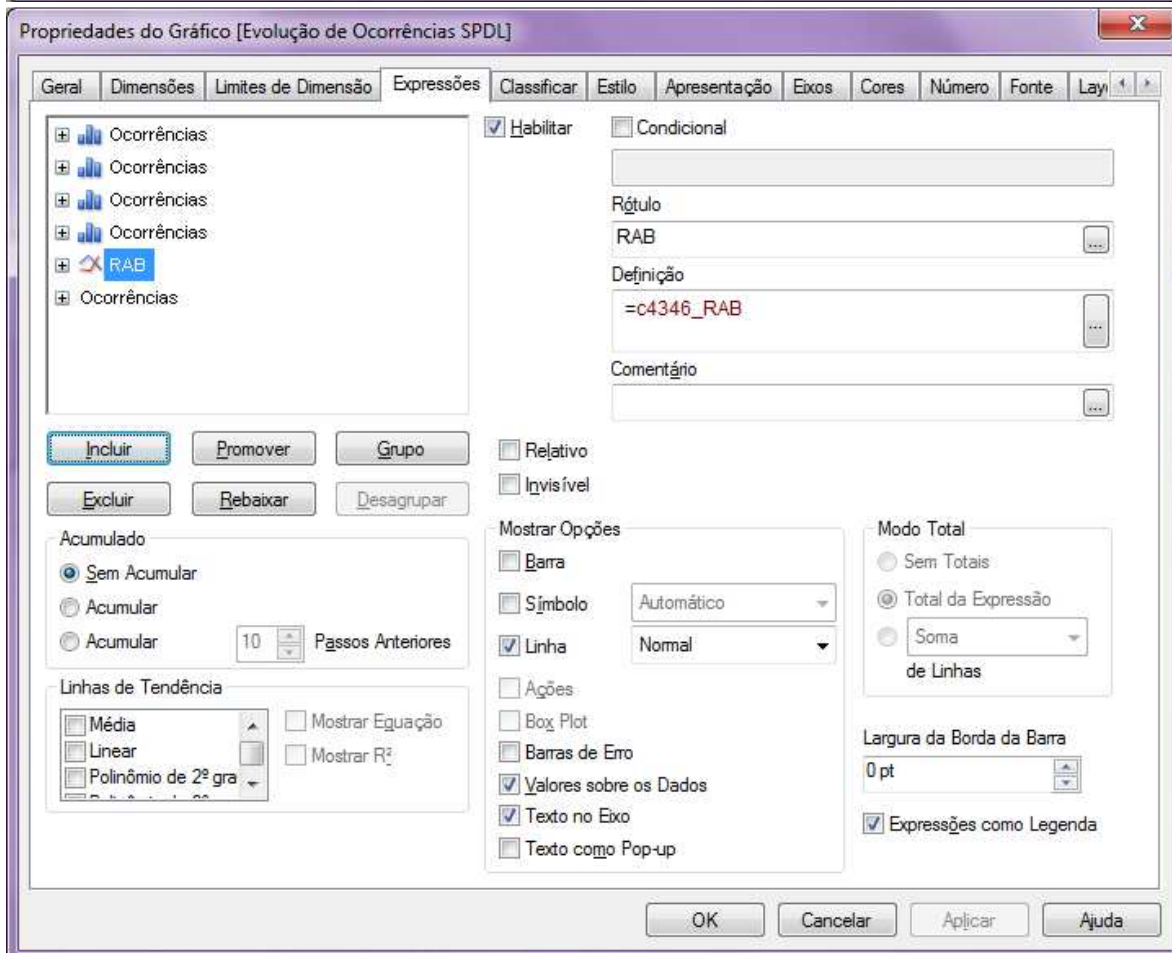 Propriedades do Gráfico [Evolução de Ocorrências SPDL]
Geral Dimensões Limites de Dimensão Expressões Classificar Estilo Apresentação Eixos Cores Número Fonte Lay
Ocorrências
Ocorrências
Ocorrências
Ocorrências
RAB
Ocorrências
Habilitar
Condicional
Rótulo
RAB
...
Definição
=c4346_RAB
...
Comentário
...
Incluir Promover Grupo
Excluir Rebaixar Desagrupar
Relativo
Invisível
Acumulado
Sem Acumular
Acumular
Acumular 10 Passos Anteriores
Linhas de Tendência
Média
Linear
Polinômio de 2º gra
Mostrar Equação
Mostrar R²
Mostrar Opções
Barra
Símbolo Automático
Linha Normal
Ações
Box Plot
Barras de Erro
Valores sobre os Dados
Texto no Eixo
Texto como Pop-up
Modo Total
Sem Totais
Total da Expressão
Soma
de Linhas
Largura da Borda da Barra
0 pt
Expressões como Legenda
OK Cancelar Aplicar Ajuda